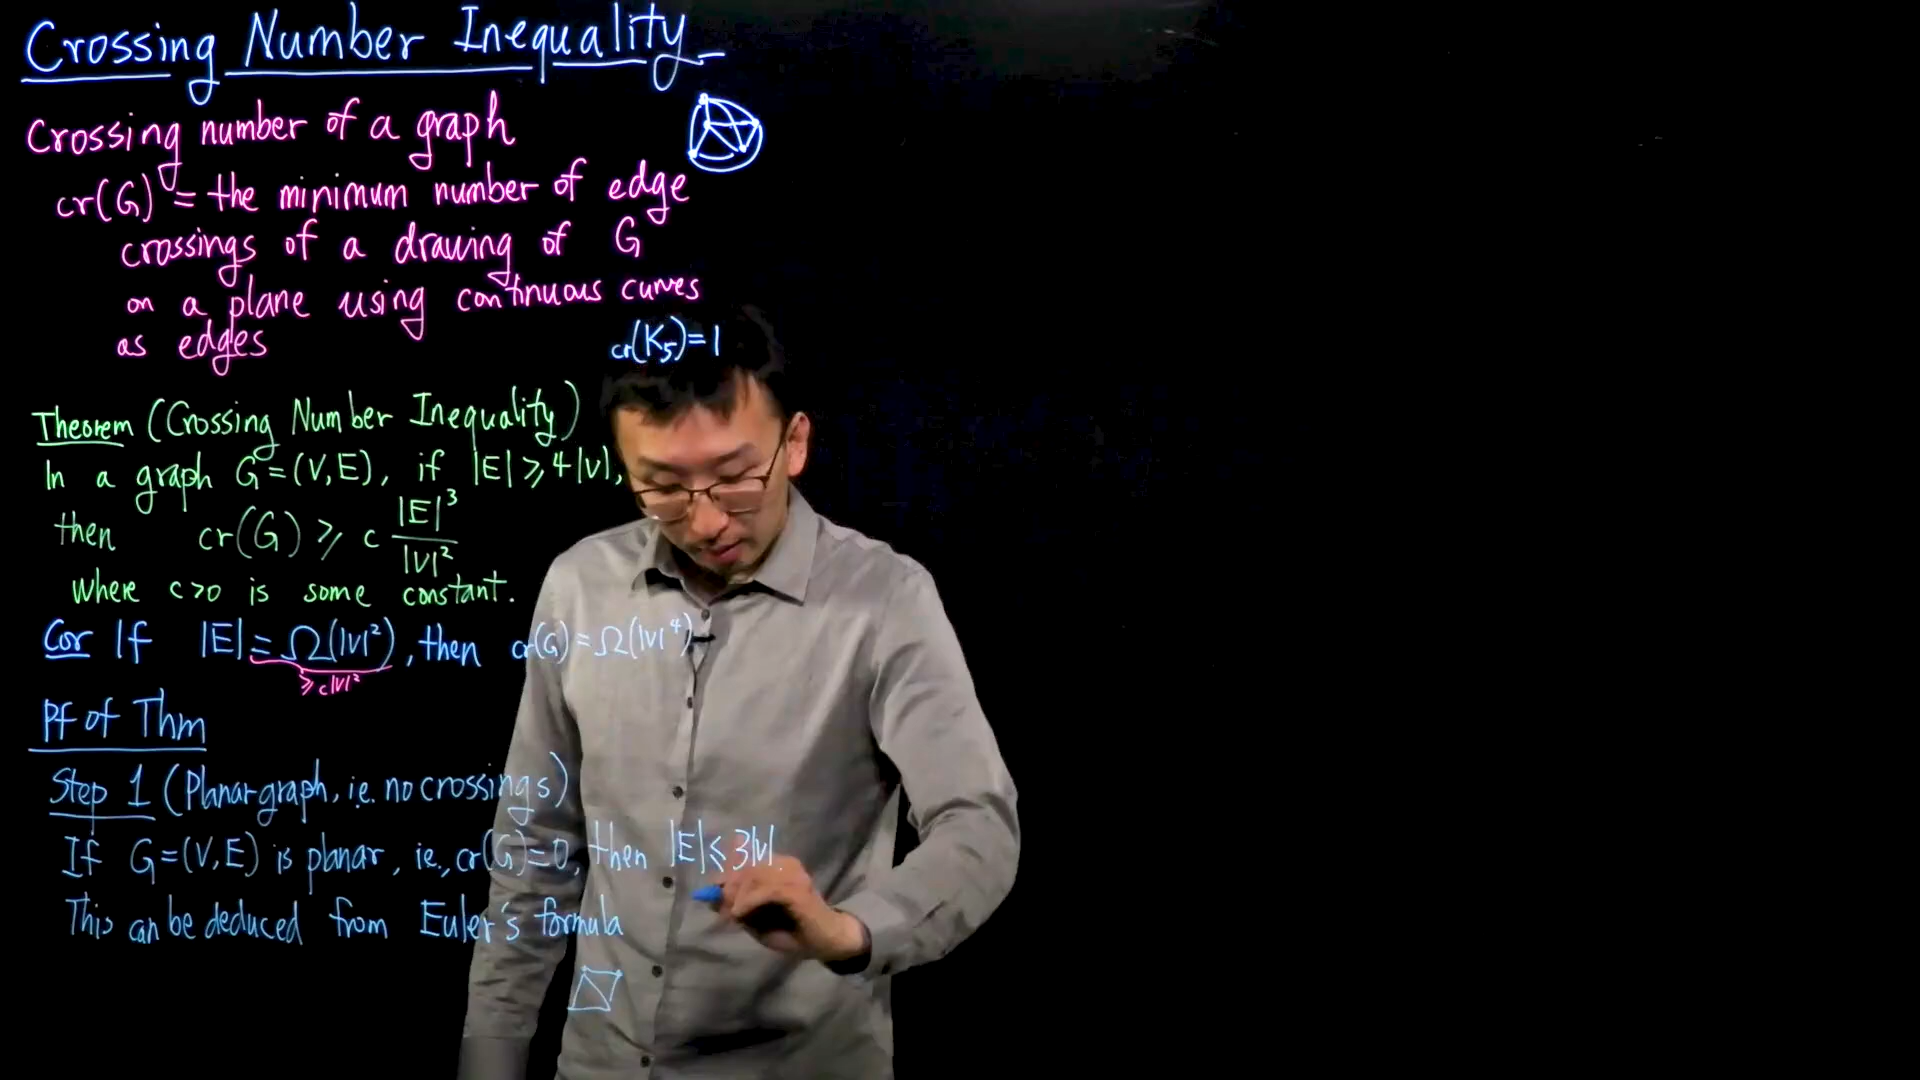 Crossing Number Inequality
Crossing number of a graph
cr(G) = the minimum number of edge
crossings of a drawing of G
on a plane using continuous curves
as edges
cr(K₅)=1
Theorem (Crossing Number Inequality)
In a graph G=(V,E), if |E| ⩾ 4|V|,
then cr(G) ⩾ c |E|³/|V|²
where c>0 is some constant.
Cor If |E| = Ω(|V|²), then cr(G) = Ω(|V|⁴)
⩾ c|V|²
Pf of Thm
Step 1 (Planar graph, i.e. no crossings)
If G=(V,E) is planar, i.e., cr(G)=0, then |E| ⩽ 3|V|
This can be deduced from Euler's formula